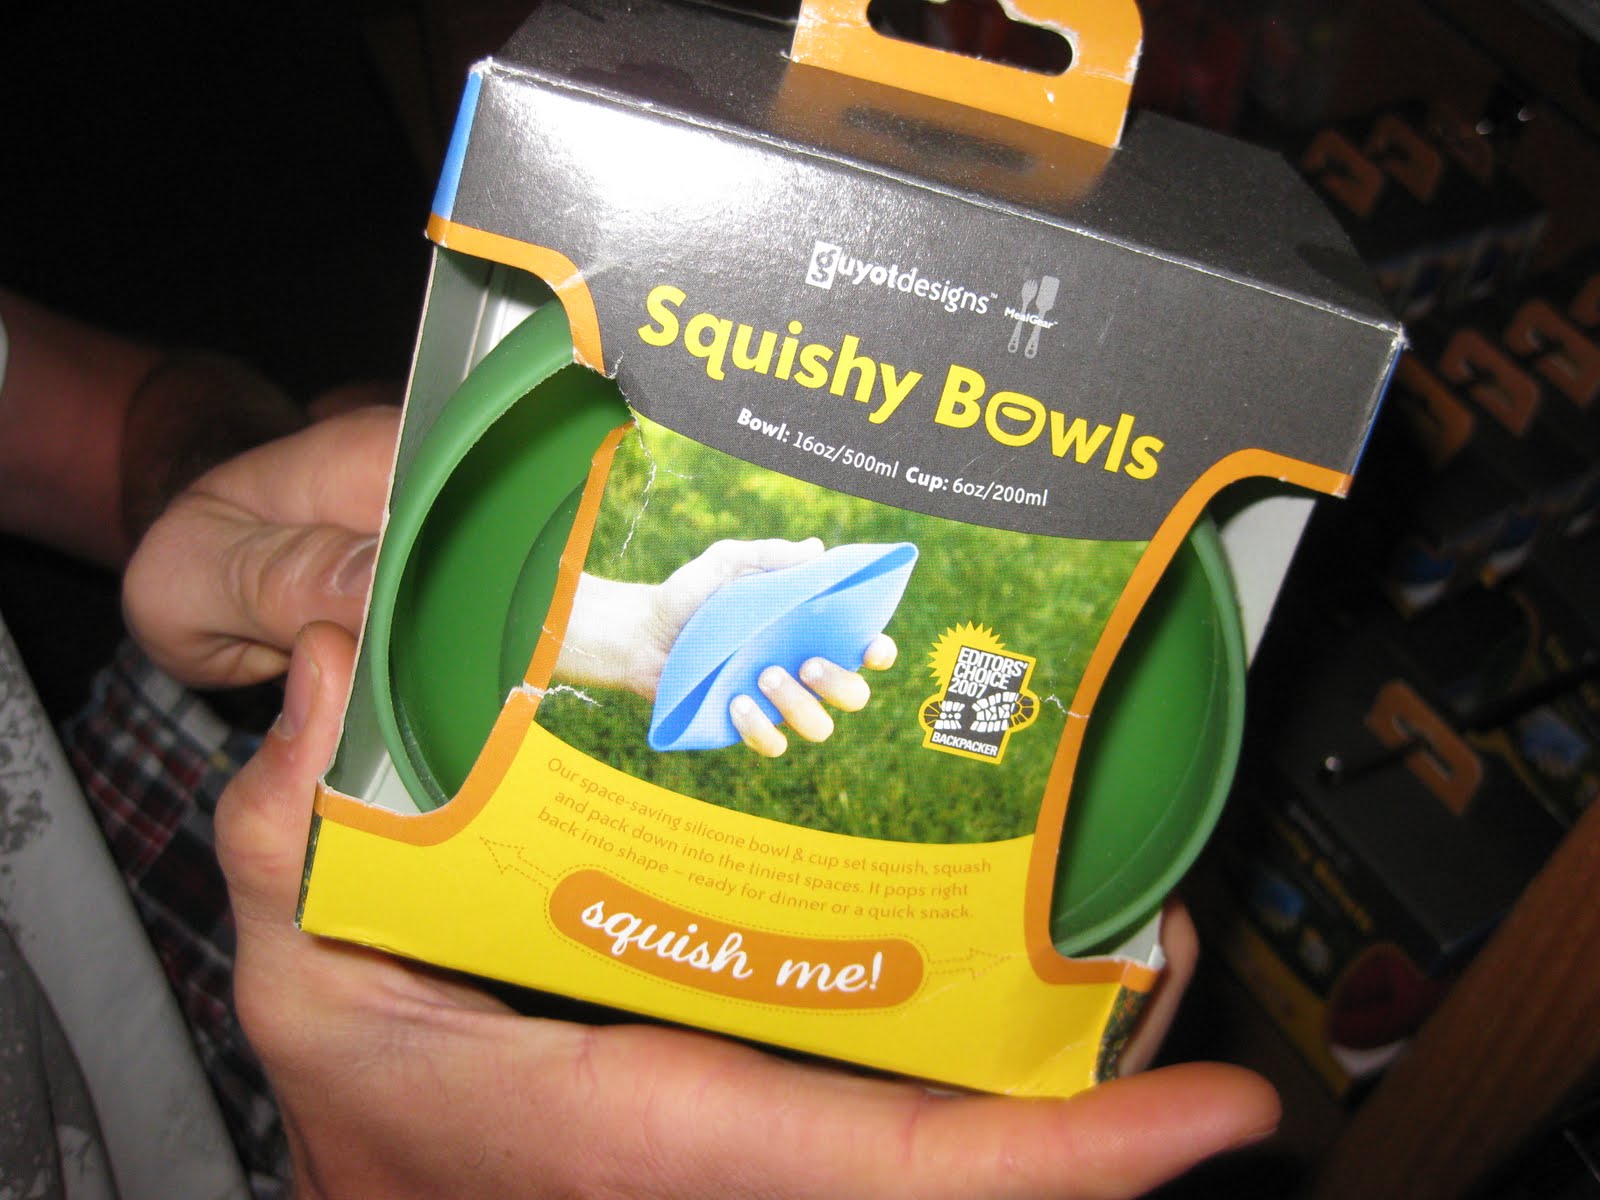 guyotdesigns™
MealGear™
Squishy Bowls
Bowl: 16oz/500ml Cup: 6oz/200ml
EDITORS'
CHOICE
2007
BACKPACKER
Our space-saving silicone bowl & cup set squish, squash
and pack down into the tiniest spaces. It pops right
back into shape – ready for dinner or a quick snack.
squish me!